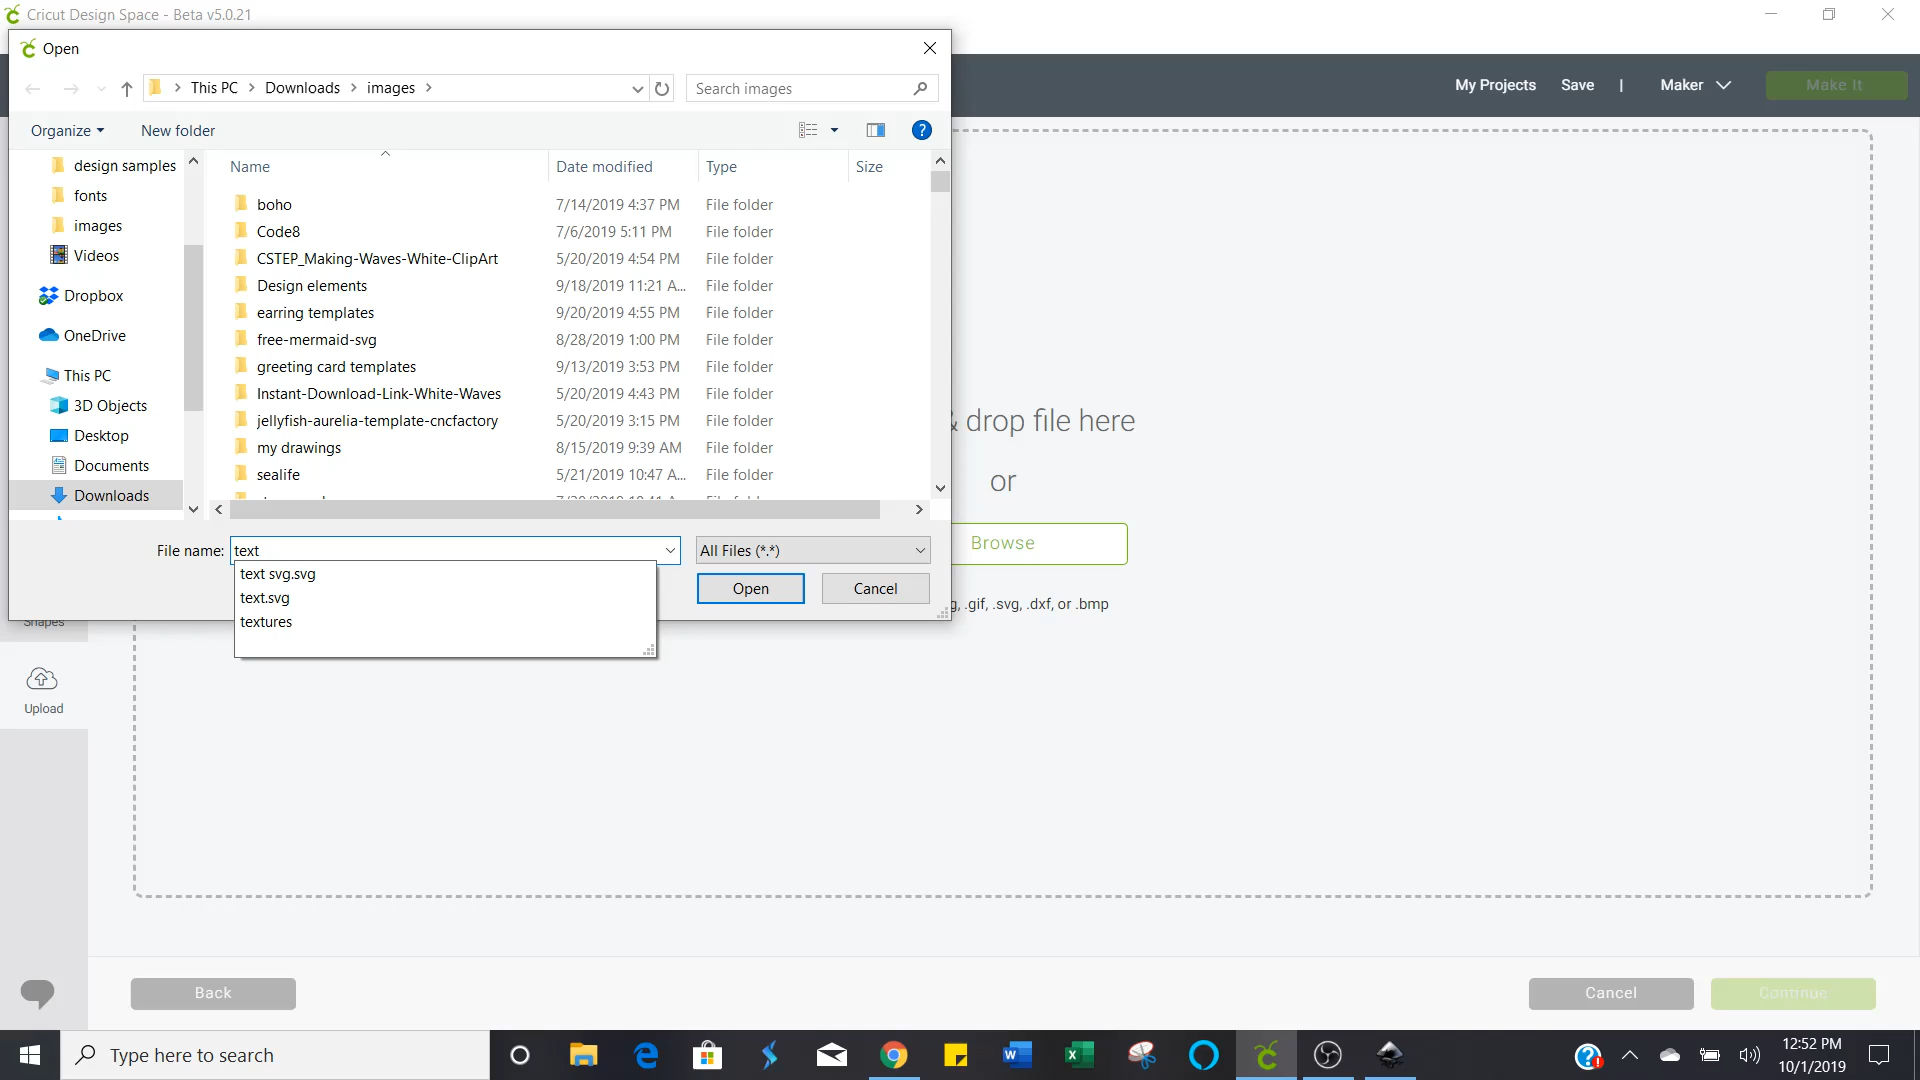 Cricut Design Space - Beta v5.0.21
Open
This PC > Downloads > images >
Search images
My Projects Save | Maker Make It
Organize New folder
Name Date modified Type Size
design samples
fonts
images
Videos
Dropbox
OneDrive
This PC
3D Objects
Desktop
Documents
Downloads
boho 7/14/2019 4:37 PM File folder
Code8 7/6/2019 5:11 PM File folder
CSTEP_Making-Waves-White-ClipArt 5/20/2019 4:54 PM File folder
Design elements 9/18/2019 11:21 A... File folder
earring templates 9/20/2019 4:55 PM File folder
free-mermaid-svg 8/28/2019 1:00 PM File folder
greeting card templates 9/13/2019 3:53 PM File folder
Instant-Download-Link-White-Waves 5/20/2019 4:43 PM File folder
jellyfish-aurelia-template-cncfactory 5/20/2019 3:15 PM File folder
my drawings 8/15/2019 9:39 AM File folder
sealife 5/21/2019 10:47 A... File folder
& drop file here
or
Browse
File name: text All Files (*.*)
text svg.svg
text.svg
textures
Open Cancel
g, .gif, .svg, .dxf, or .bmp
Shapes
Upload
Back Cancel Continue
Type here to search
12:52 PM
10/1/2019